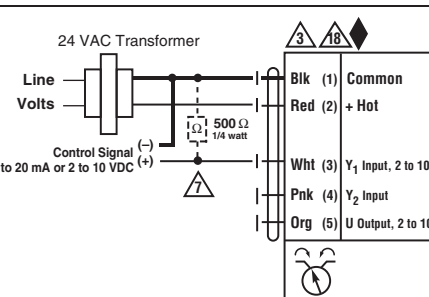 24 VAC Transformer
3 18
Line
Volts
Blk (1) Common
Red (2) + Hot
Ω 500 Ω
1/4 watt
Control Signal (–)
to 20 mA or 2 to 10 VDC (+)
7
Wht (3) Y1 Input, 2 to 10
Pnk (4) Y2 Input
Org (5) U Output, 2 to 10